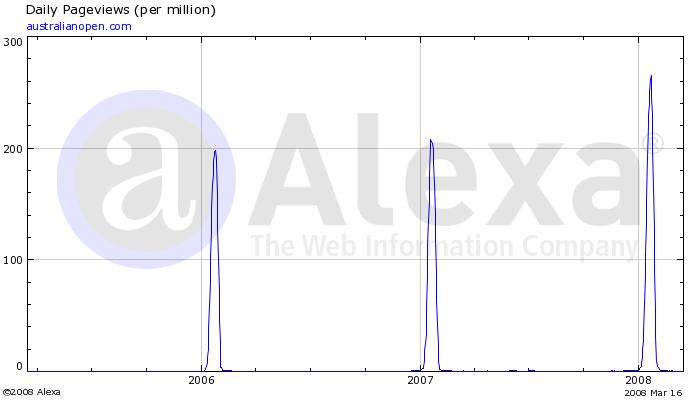 Daily Pageviews (per million)
australianopen.com
300
200
100
0
a Alexa®
The Web Information Company
2006 2007 2008
©2008 Alexa 2008 Mar 16